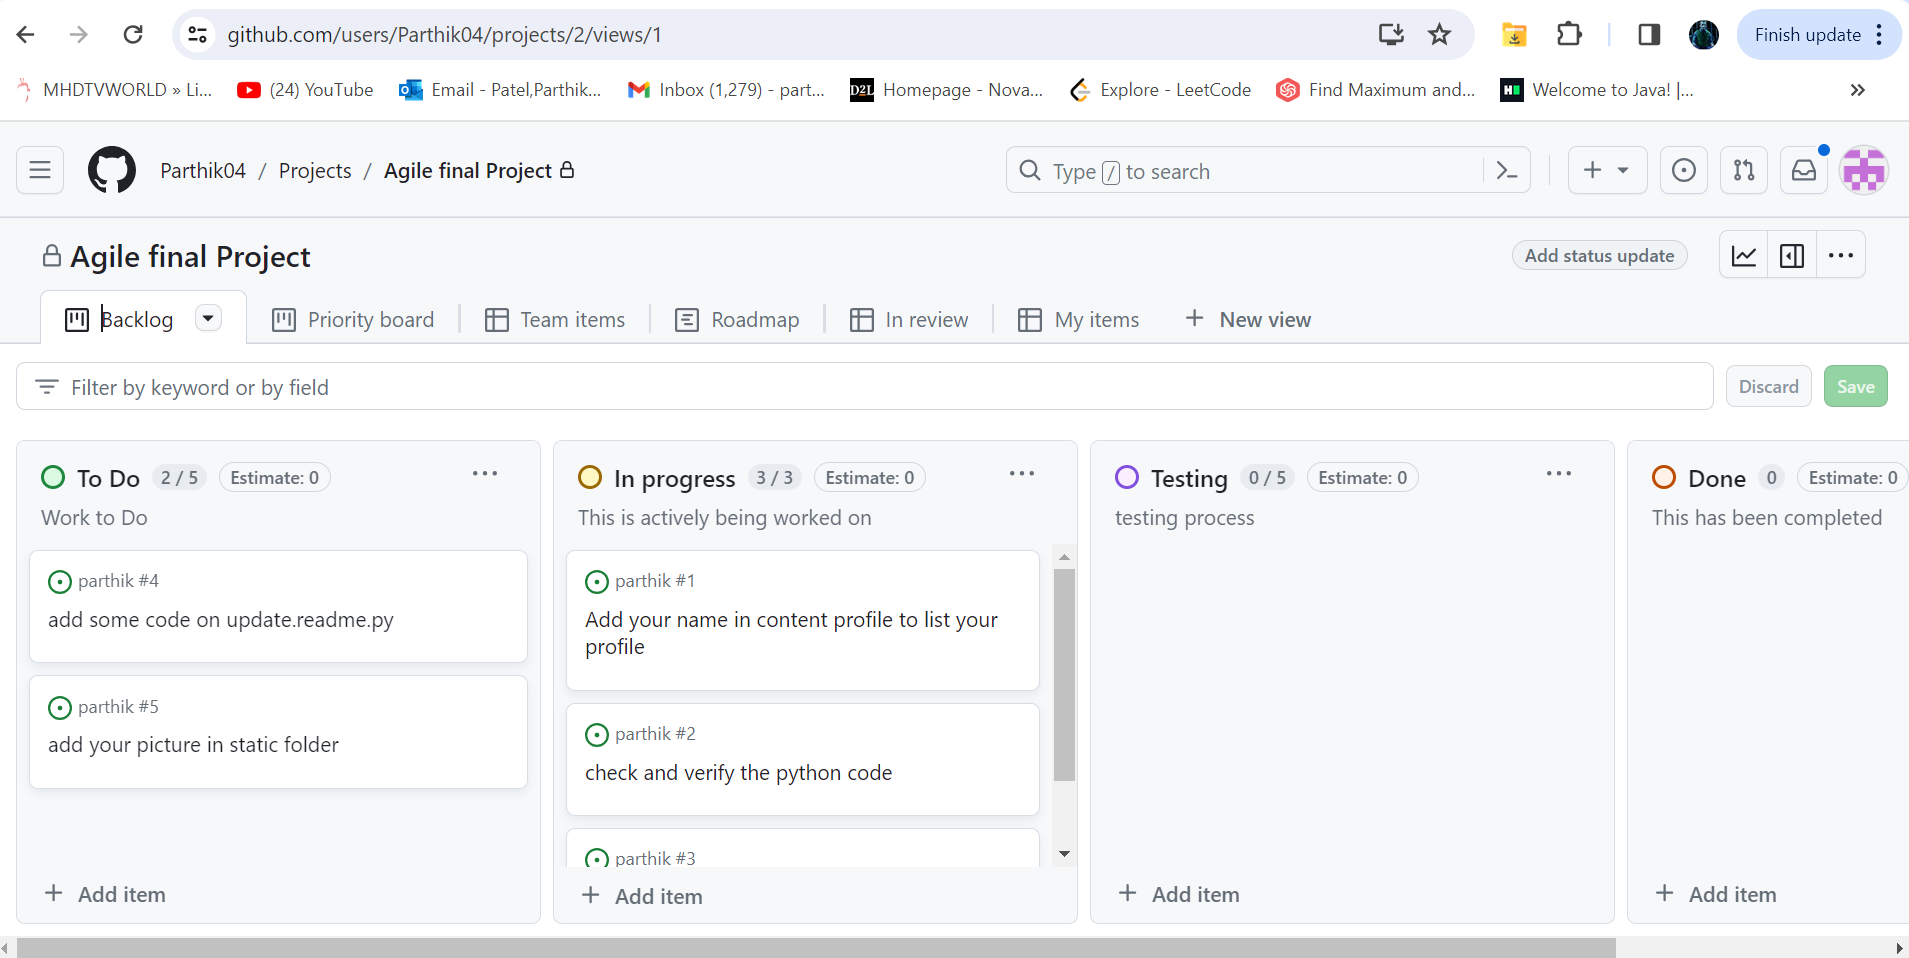 github.com/users/Parthik04/projects/2/views/1
Finish update
MHDTVWORLD » Li... (24) YouTube Email - Patel,Parthik... Inbox (1,279) - part... D2L Homepage - Nova... Explore - LeetCode Find Maximum and... H Welcome to Java! |... »
Parthik04 / Projects / Agile final Project
Type / to search
Agile final Project
Add status update
Backlog Priority board Team items Roadmap In review My items + New view
Filter by keyword or by field
Discard Save
To Do 2 / 5 Estimate: 0
Work to Do
parthik #4
add some code on update.readme.py
parthik #5
add your picture in static folder
+ Add item
In progress 3 / 3 Estimate: 0
This is actively being worked on
parthik #1
Add your name in content profile to list your
profile
parthik #2
check and verify the python code
parthik #3
+ Add item
Testing 0 / 5 Estimate: 0
testing process
+ Add item
Done 0 Estimate: 0
This has been completed
+ Add item